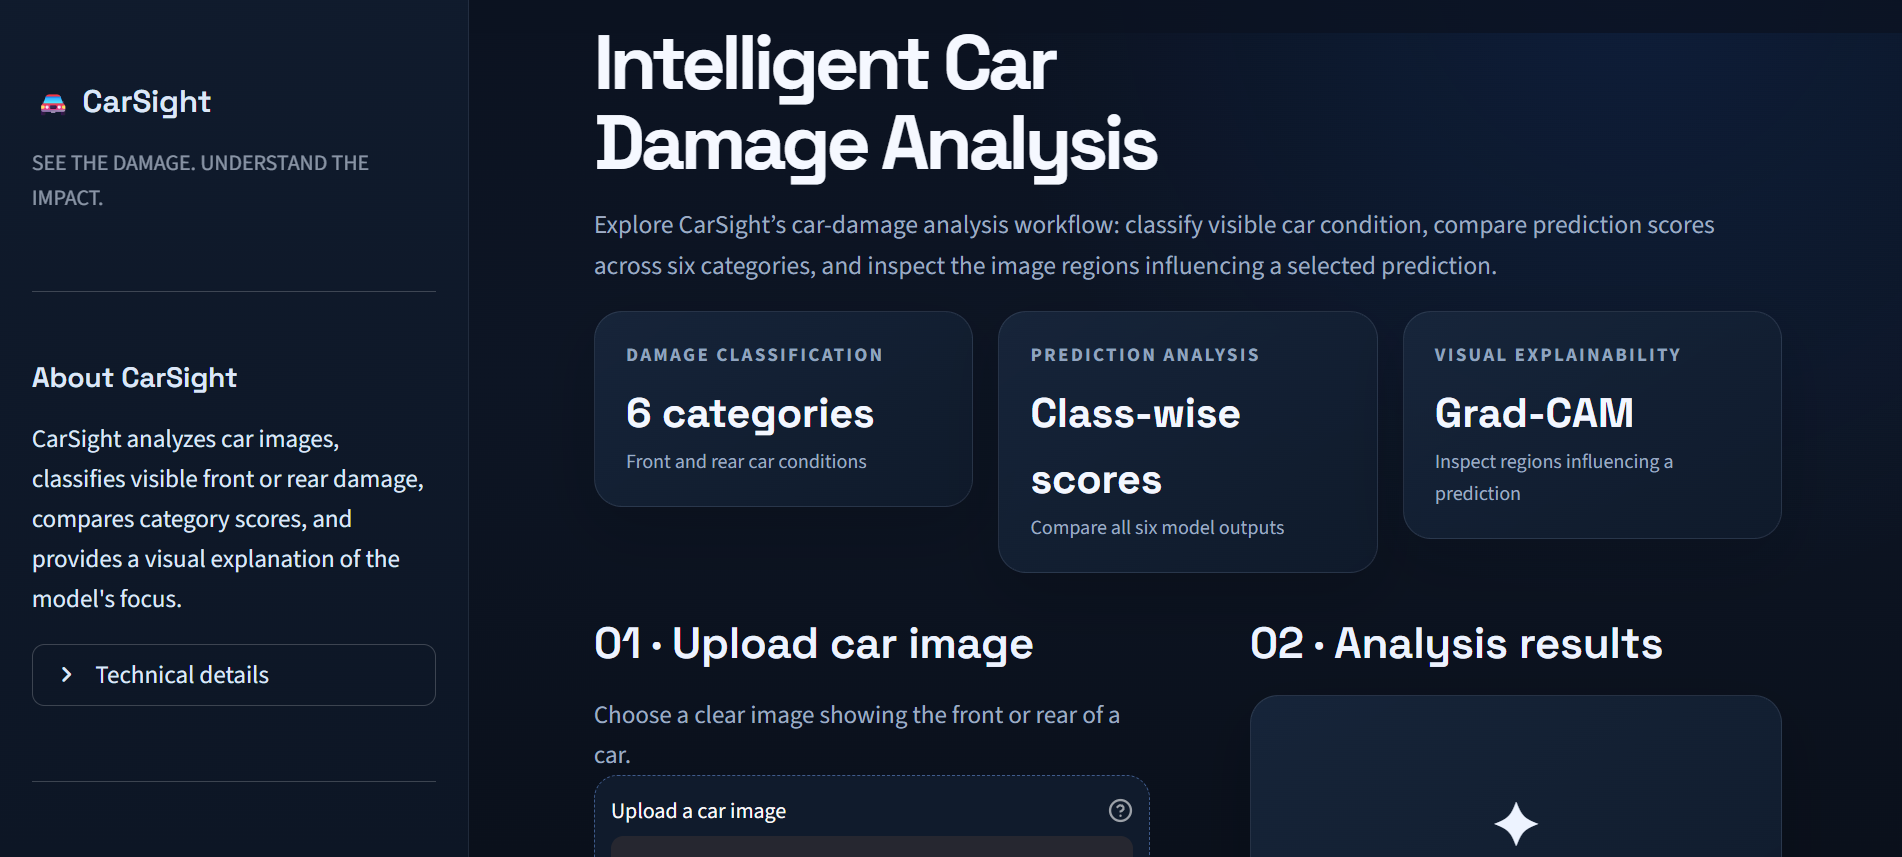 CarSight
SEE THE DAMAGE. UNDERSTAND THE
IMPACT.
About CarSight
CarSight analyzes car images,
classifies visible front or rear damage,
compares category scores, and
provides a visual explanation of the
model's focus.
Technical details
Intelligent Car
Damage Analysis
Explore CarSight’s car-damage analysis workflow: classify visible car condition, compare prediction scores
across six categories, and inspect the image regions influencing a selected prediction.
DAMAGE CLASSIFICATION
6 categories
Front and rear car conditions
PREDICTION ANALYSIS
Class-wise
scores
Compare all six model outputs
VISUAL EXPLAINABILITY
Grad-CAM
Inspect regions influencing a
prediction
01 · Upload car image
Choose a clear image showing the front or rear of a
car.
Upload a car image
02 · Analysis results